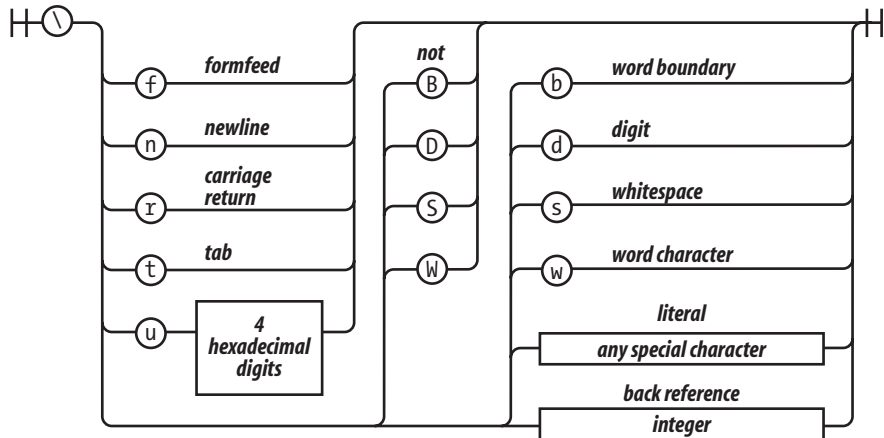 \
not
f formfeed B b word boundary
n newline D d digit
r carriage return S s whitespace
t tab W w word character
u 4 hexadecimal digits
literal
any special character
back reference
integer